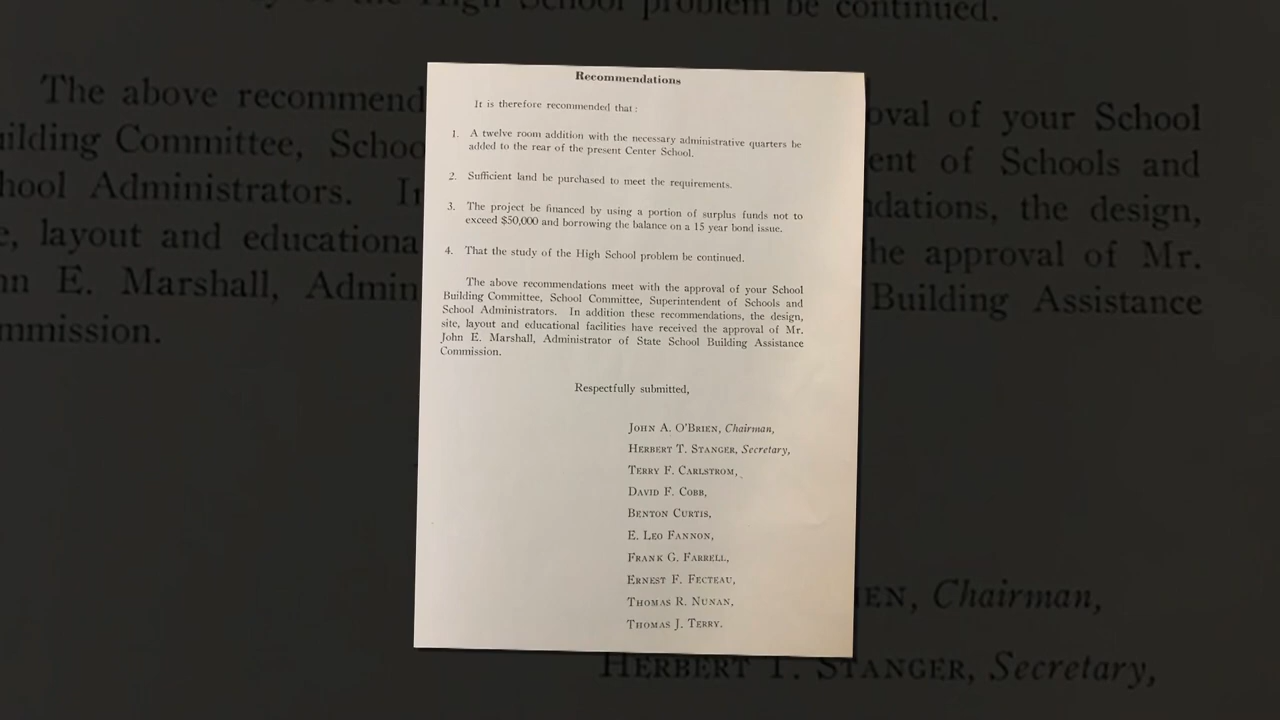 Recommendations
It is therefore recommended that:
1. A twelve room addition with the necessary administrative quarters be
added to the rear of the present Center School.
2. Sufficient land be purchased to meet the requirements.
3. The project be financed by using a portion of surplus funds not to
exceed $50,000 and borrowing the balance on a 15 year bond issue.
4. That the study of the High School problem be continued.
The above recommendations meet with the approval of your School
Building Committee, School Committee, Superintendent of Schools and
School Administrators. In addition these recommendations, the design,
site, layout and educational facilities have received the approval of Mr.
John E. Marshall, Administrator of State School Building Assistance
Commission.
Respectfully submitted,
JOHN A. O'BRIEN, Chairman,
HERBERT T. STANGER, Secretary,
TERRY F. CARLSTROM,
DAVID F. COBB,
BENTON CURTIS,
E. LEO FANNON,
FRANK G. FARRELL,
ERNEST F. FECTEAU,
THOMAS R. NUNAN,
THOMAS J. TERRY.